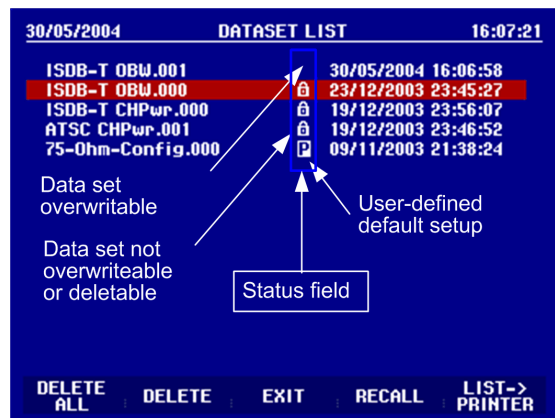 30/05/2004 DATASET LIST 16:07:21
ISDB-T OBW.001 30/05/2004 16:06:58
ISDB-T OBW.000 23/12/2003 23:45:27
ISDB-T CHPwr.000 19/12/2003 23:56:07
ATSC CHPwr.001 19/12/2003 23:46:52
75-Ohm-Config.000 P 09/11/2003 21:38:24
Data set
overwritable
User-defined
default setup
Data set not
overwriteable
or deletable
Status field
DELETE
ALL
DELETE
EXIT
RECALL
LIST->
PRINTER